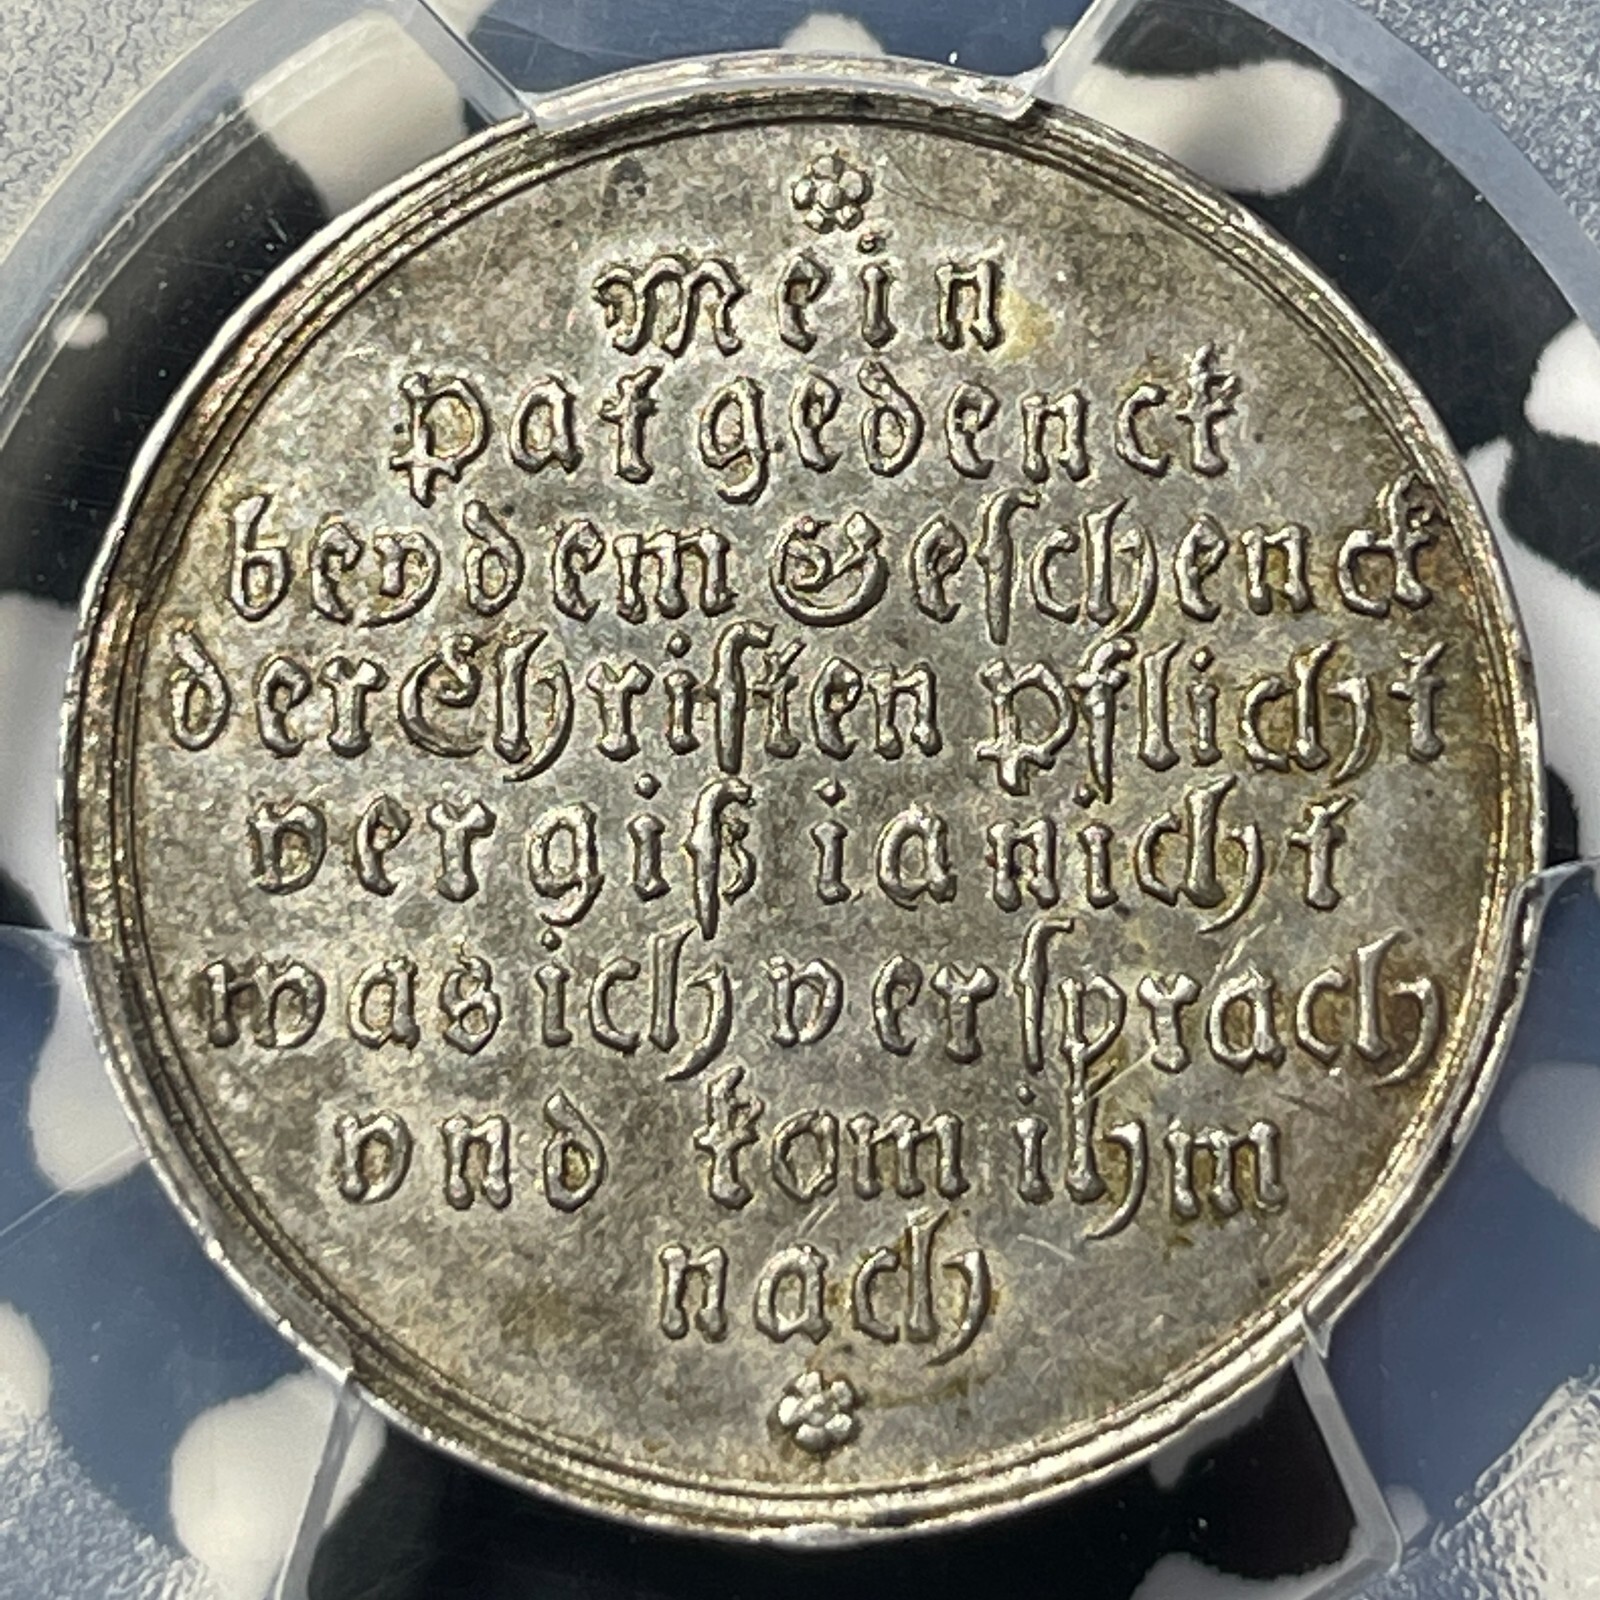 Mein
Pat gedenck
bey dem Geschenck
der Christen pflicht
vergiß ia nicht
was ich versprach
vnd kom ihm
nach